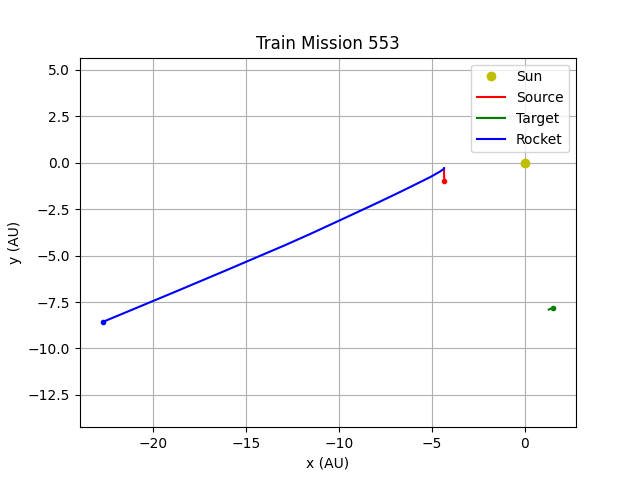 Train Mission 553
5.0
2.5
0.0
−2.5
−5.0
−7.5
−10.0
−12.5
y (AU)
Sun
Source
Target
Rocket
−20
−15
−10
−5
0
x (AU)